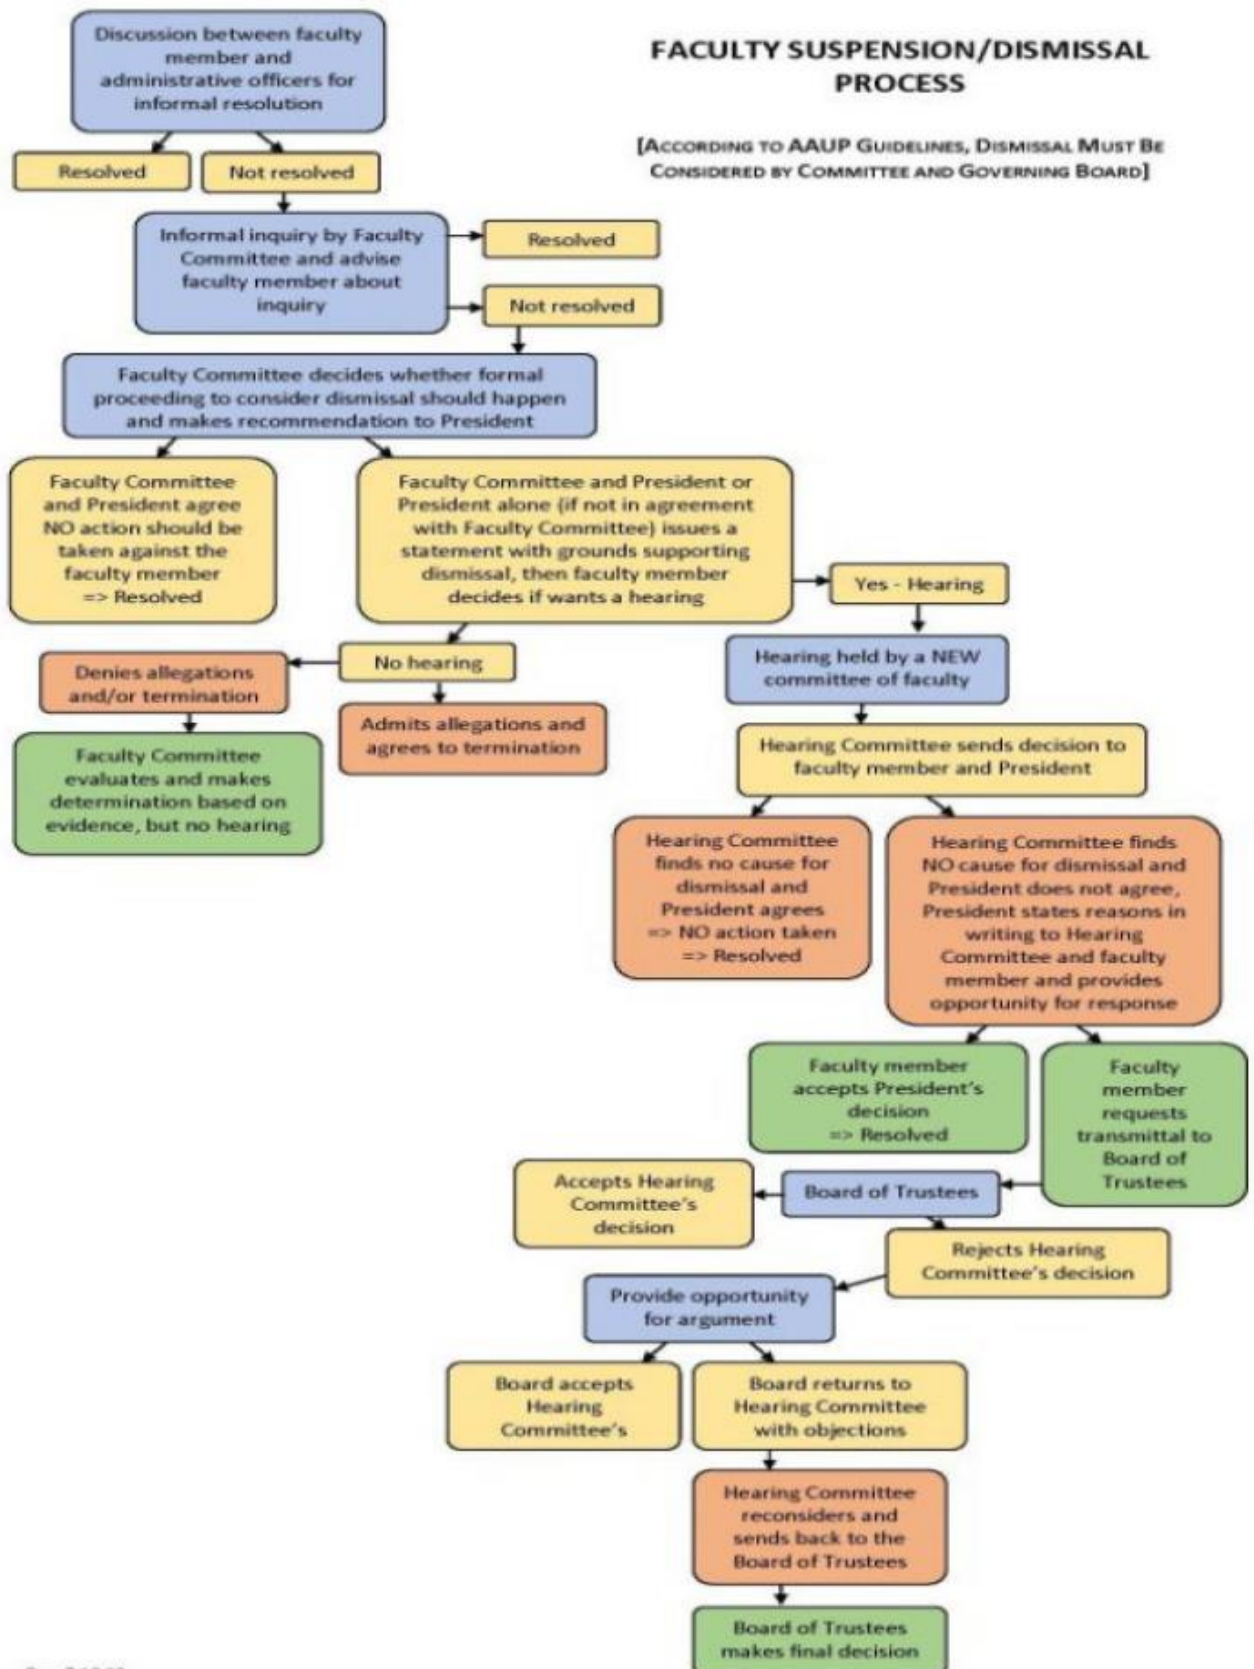 FACULTY SUSPENSION/DISMISSAL
PROCESS
[ACCORDING TO AAUP GUIDELINES, DISMISSAL MUST BE
CONSIDERED BY COMMITTEE AND GOVERNING BOARD]
Discussion between faculty
member and
administrative officers for
informal resolution
Resolved
Not resolved
Informal inquiry by Faculty
Committee and advise
faculty member about
inquiry
Resolved
Not resolved
Faculty Committee decides whether formal
proceeding to consider dismissal should happen
and makes recommendation to President
Faculty Committee
and President agree
NO action should be
taken against the
faculty member
=> Resolved
Faculty Committee and President or
President alone (if not in agreement
with Faculty Committee) issues a
statement with grounds supporting
dismissal, then faculty member
decides if wants a hearing
Yes - Hearing
No hearing
Denies allegations
and/or termination
Admits allegations and
agrees to termination
Faculty Committee
evaluates and makes
determination based on
evidence, but no hearing
Hearing held by a NEW
committee of faculty
Hearing Committee sends decision to
faculty member and President
Hearing Committee
finds no cause for
dismissal and
President agrees
=> NO action taken
=> Resolved
Hearing Committee finds
NO cause for dismissal and
President does not agree,
President states reasons in
writing to Hearing
Committee and faculty
member and provides
opportunity for response
Faculty member
accepts President's
decision
=> Resolved
Faculty
member
requests
transmittal to
Board of
Trustees
Board of Trustees
Accepts Hearing
Committee's
decision
Rejects Hearing
Committee's decision
Provide opportunity
for argument
Board accepts
Hearing
Committee's
Board returns to
Hearing Committee
with objections
Hearing Committee
reconsiders and
sends back to the
Board of Trustees
Board of Trustees
makes final decision